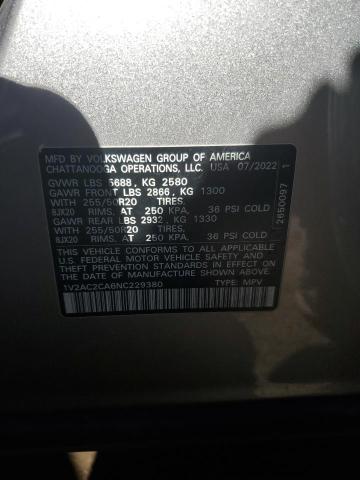 MFD BY VOLKSWAGEN GROUP OF AMERICA
CHATTANOOGA OPERATIONS, LLC. USA 07/2022
GVWR LBS 5688, KG 2580
GAWR FRONT LBS 2866, KG 1300
WITH 255/50R20 TIRES.
8JX20 RIMS. AT 250 KPA, 36 PSI COLD
GAWR REAR LBS 2932, KG 1330
WITH 255/50R20 TIRES.
8JX20 RIMS. AT 250 KPA, 36 PSI COLD
THIS VEHICLE CONFORMS TO ALL APPLICABLE
FEDERAL MOTOR VEHICLE SAFETY
STANDARDS IN EFFECT ON
THE DATE OF MANUFACTURE SHOWN ABOVE.
1V2AC2CA6NC229380 TYPE: MPV
2650097 1